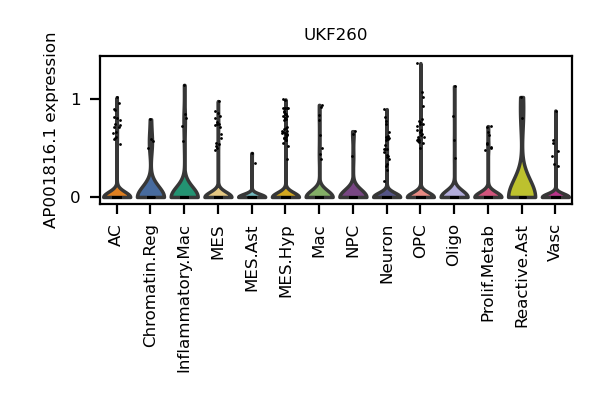 UKF260
AP001816.1 expression
1
0
AC
Chromatin.Reg
Inflammatory.Mac
MES
MES.Ast
MES.Hyp
Mac
NPC
Neuron
OPC
Oligo
Prolif.Metab
Reactive.Ast
Vasc